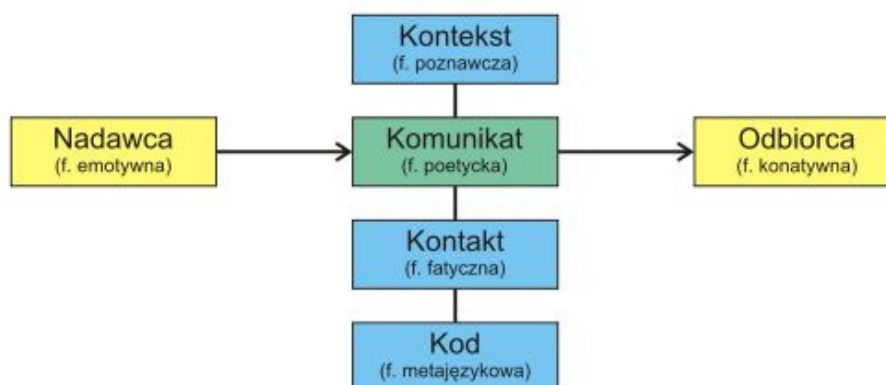 Kontekst
(f. poznawcza)
Nadawca
(f. emotywna)
Komunikat
(f. poetycka)
Odbiorca
(f. konatywna)
Kontakt
(f. fatyczna)
Kod
(f. metajęzykowa)